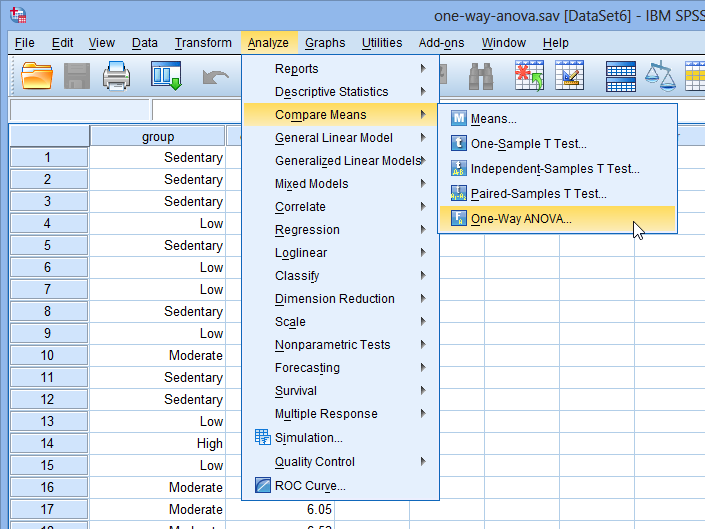 one-way-anova.sav [DataSet6] - IBM SPSS
File Edit View Data Transform Analyze Graphs Utilities Add-ons Window Help
Reports
Descriptive Statistics
Compare Means
General Linear Model
Generalized Linear Models
Mixed Models
Correlate
Regression
Loglinear
Classify
Dimension Reduction
Scale
Nonparametric Tests
Forecasting
Survival
Multiple Response
Simulation...
Quality Control
ROC Curve...
Means...
One-Sample T Test...
Independent-Samples T Test...
Paired-Samples T Test...
One-Way ANOVA...
group
1 Sedentary
2 Sedentary
3 Sedentary
4 Low
5 Sedentary
6 Low
7 Low
8 Sedentary
9 Low
10 Moderate
11 Sedentary
12 Sedentary
13 Low
14 High
15 Low
16 Moderate
17 Moderate 6.05